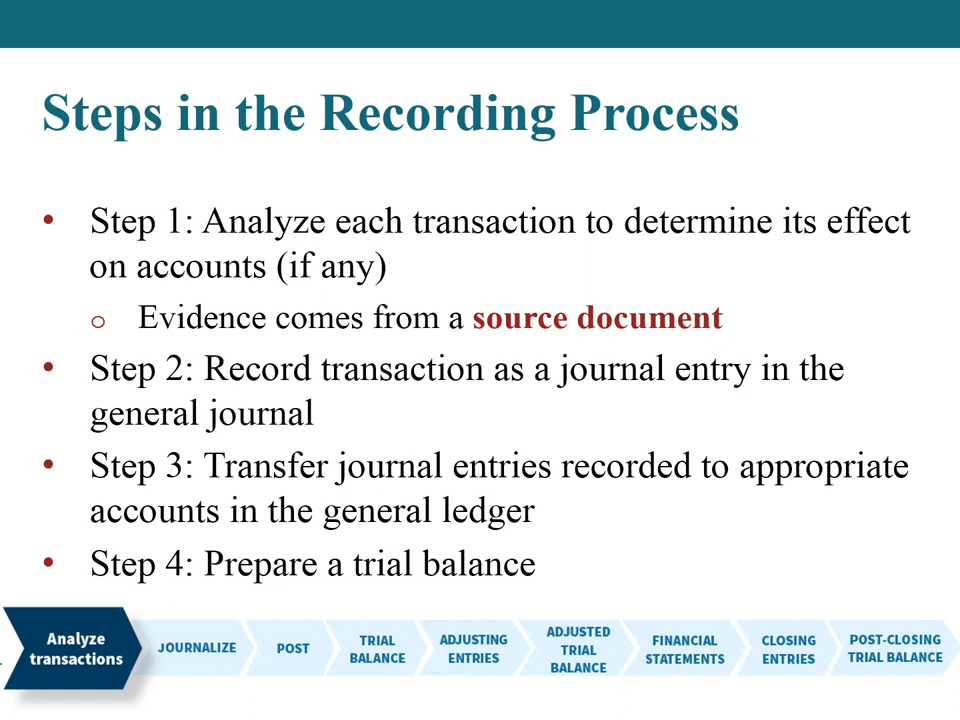 Steps in the Recording Process
• Step 1: Analyze each transaction to determine its effect
on accounts (if any)
o Evidence comes from a source document
• Step 2: Record transaction as a journal entry in the
general journal
• Step 3: Transfer journal entries recorded to appropriate
accounts in the general ledger
• Step 4: Prepare a trial balance
Analyze
transactions
JOURNALIZE
POST
TRIAL
BALANCE
ADJUSTING
ENTRIES
ADJUSTED
TRIAL
BALANCE
FINANCIAL
STATEMENTS
CLOSING
ENTRIES
POST-CLOSING
TRIAL BALANCE